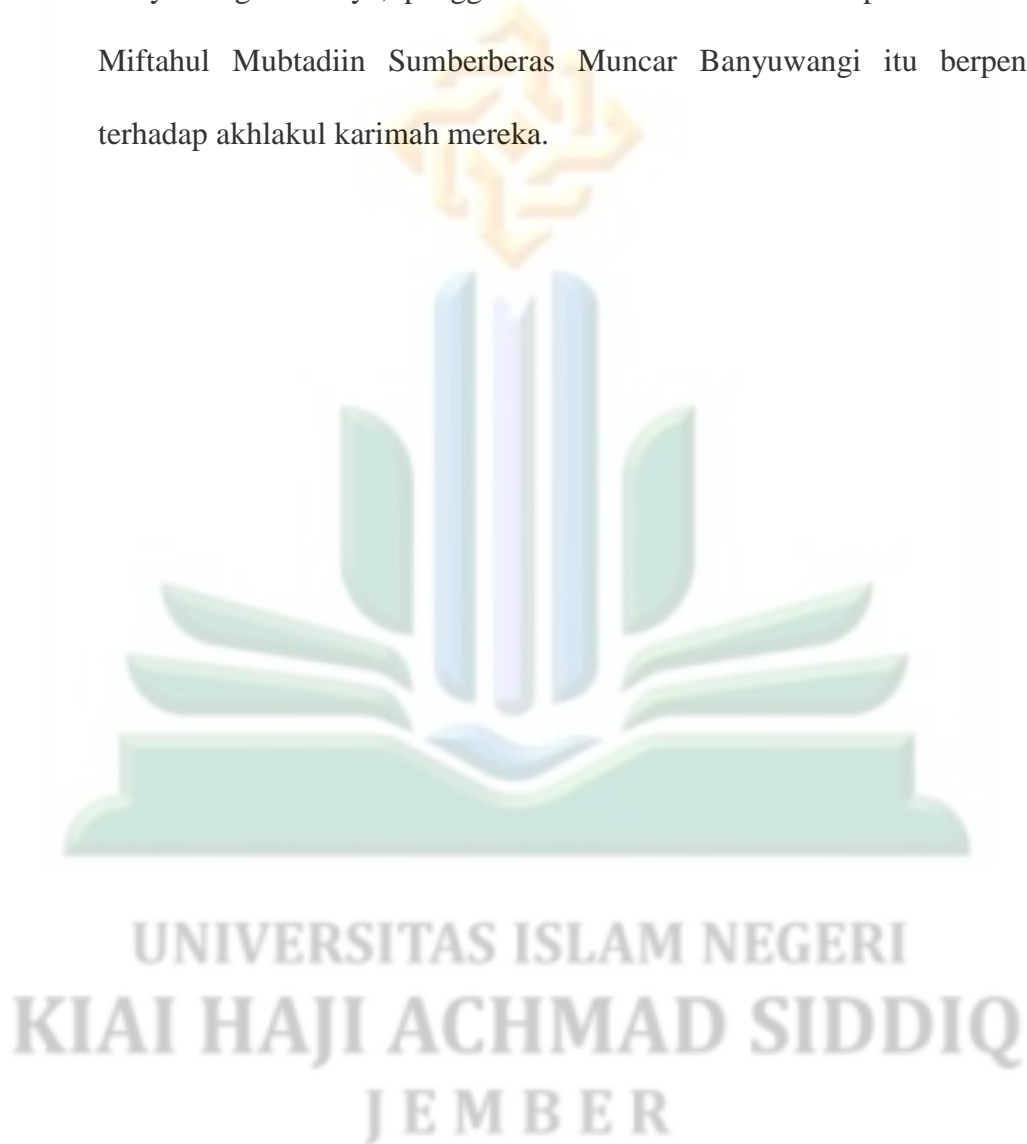 Miftahul Mubtadiin Sumberberas Muncar Banyuwangi itu berpen
terhadap akhlakul karimah mereka.
UNIVERSITAS ISLAM NEGERI
KIAI HAJI ACHMAD SIDDIQ
JEMBER